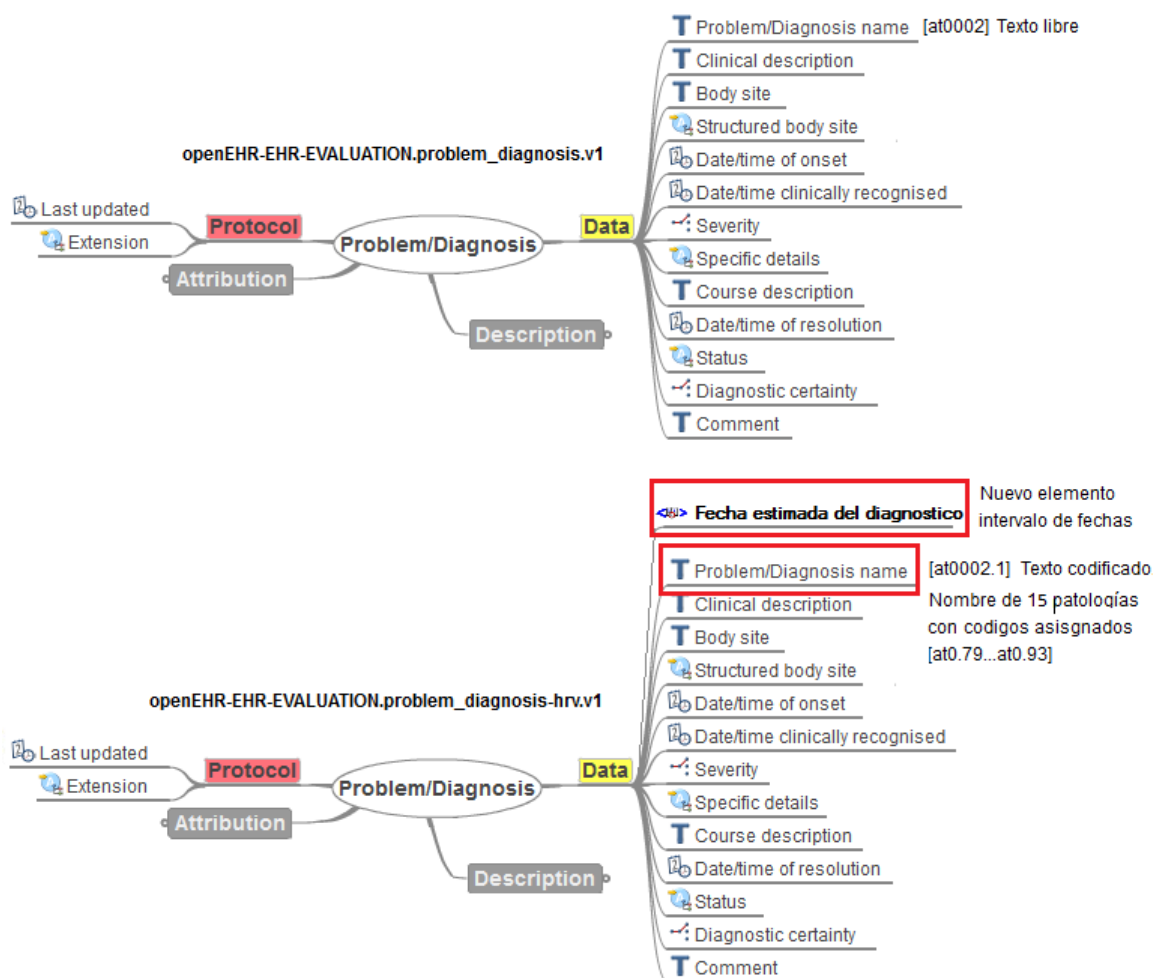 Problem/Diagnosis name [at0002] Texto libre
Clinical description
Body site
Structured body site
openEHR-EHR-EVALUATION.problem_diagnosis.v1
Date/time of onset
Date/time clinically recognised
Last updated
Protocol
Data
Severity
Extension
Problem/Diagnosis
Specific details
Attribution
Course description
Date/time of resolution
Description
Status
Diagnostic certainty
Comment
Nuevo elemento
intervalo de fechas
Fecha estimada del diagnostico
Problem/Diagnosis name [at0002.1] Texto codificado
Nombre de 15 patologías
con codigos asisgnados
[at0.79...at0.93]
Clinical description
Body site
Structured body site
openEHR-EHR-EVALUATION.problem_diagnosis-hrv.v1
Date/time of onset
Date/time clinically recognised
Last updated
Protocol
Data
Severity
Extension
Problem/Diagnosis
Specific details
Attribution
Course description
Date/time of resolution
Description
Status
Diagnostic certainty
Comment